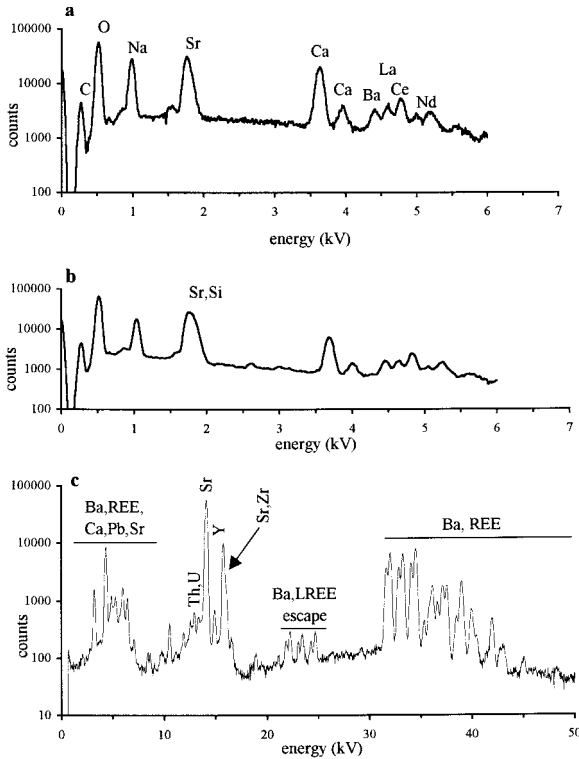 a
O
Na
Sr
C
Ca
Ca
Ba
La
Ce
Nd
100000
10000
1000
100
counts
0 1 2 3 4 5 6 7
energy (kV)
b
Sr,Si
100000
10000
1000
100
counts
0 1 2 3 4 5 6 7
energy (kV)
c
Ba,REE,
Ca,Pb,Sr
Th,U
Sr
Y
Sr,Zr
Ba,LREE
escape
Ba, REE
100000
10000
1000
100
10
counts
0 10 20 30 40 50
energy (kV)